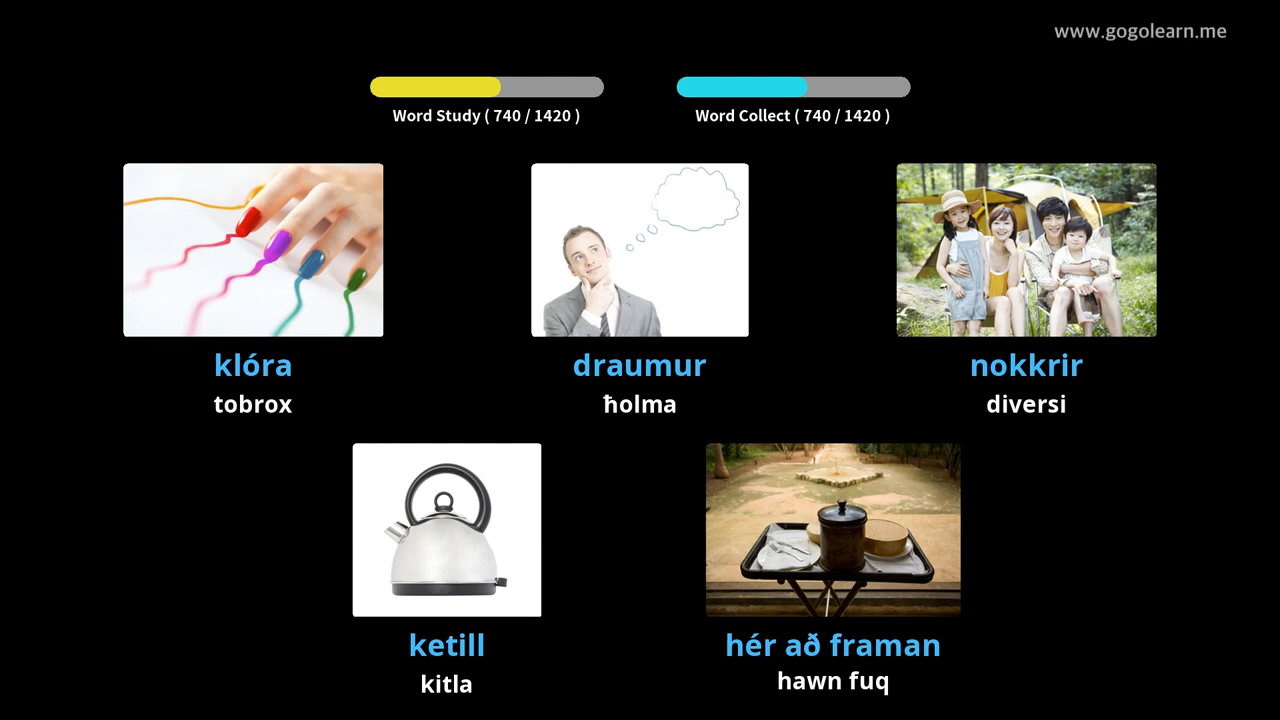 www.gogolearn.me
Word Study ( 740 / 1420 )
Word Collect ( 740 / 1420 )
klóra
tobrox
draumur
ħolma
nokkrir
diversi
ketill
kitla
hér að framan
hawn fuq